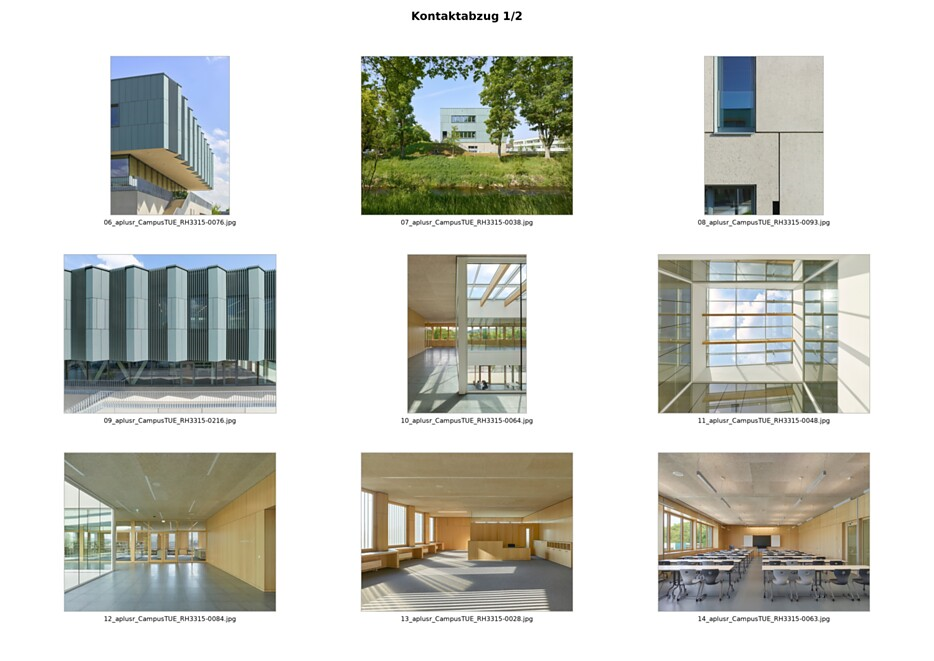 Kontaktabzug 1/2
06_aplusr_CampusTUE_RH3315-0076.jpg
07_aplusr_CampusTUE_RH3315-0038.jpg
08_aplusr_CampusTUE_RH3315-0093.jpg
09_aplusr_CampusTUE_RH3315-0216.jpg
10_aplusr_CampusTUE_RH3315-0064.jpg
11_aplusr_CampusTUE_RH3315-0048.jpg
12_aplusr_CampusTUE_RH3315-0084.jpg
13_aplusr_CampusTUE_RH3315-0028.jpg
14_aplusr_CampusTUE_RH3315-0063.jpg